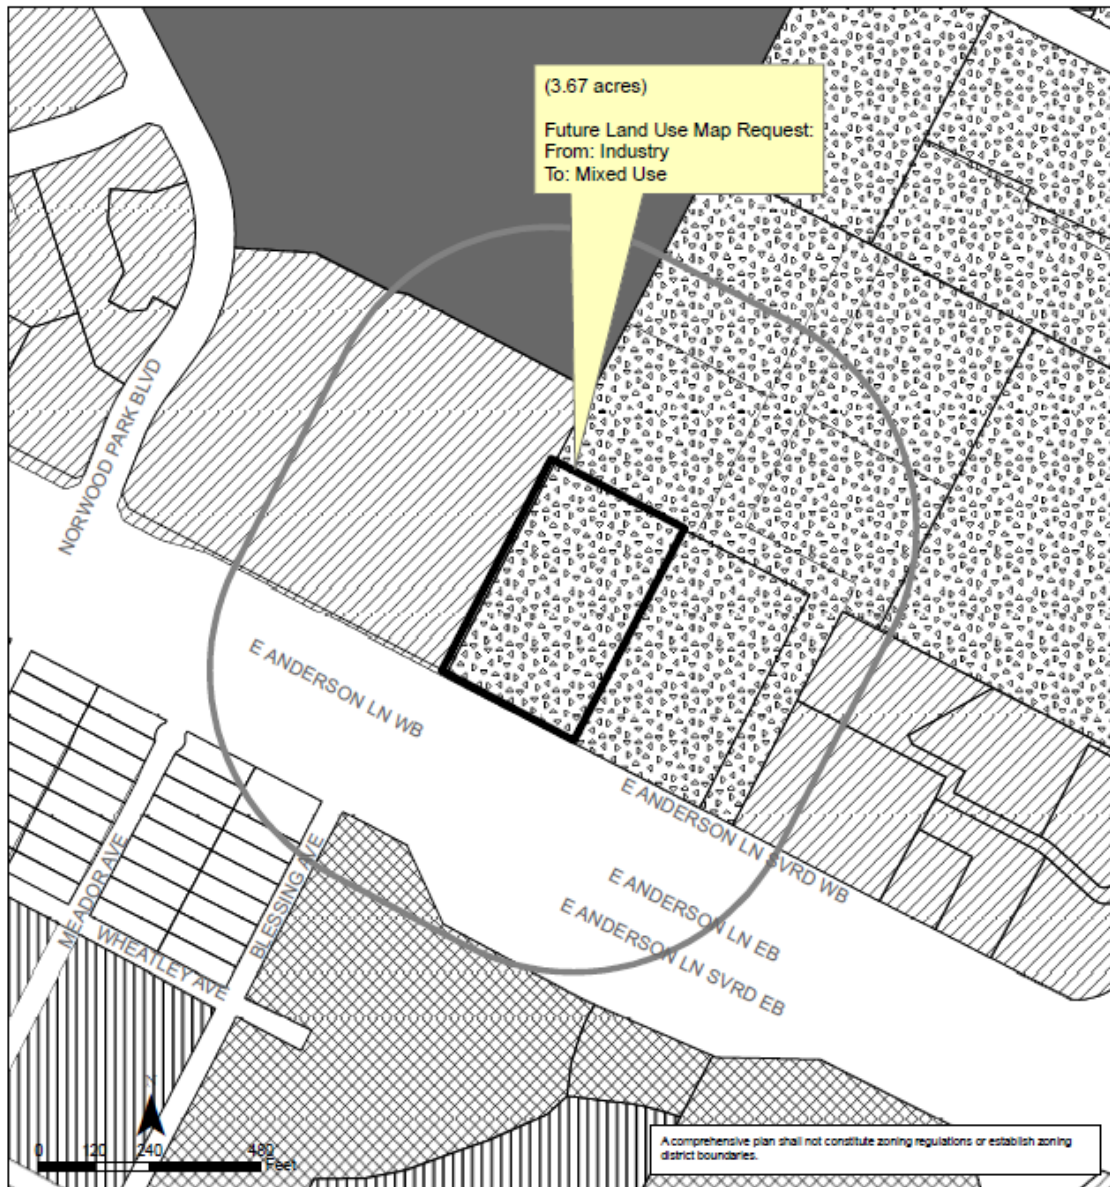 (3.67 acres)
Future Land Use Map Request:
From: Industry
To: Mixed Use
NORWOOD PARK BLVD
E ANDERSON LN WB
E ANDERSON LN SVRD WB
E ANDERSON LN EB
E ANDERSON LN SVRD EB
MEADOR AVE
BLESSING AVE
WHEATLEY AVE
0 120 240 480
Feet
A comprehensive plan shall not constitute zoning regulations or establish zoning
district boundaries.